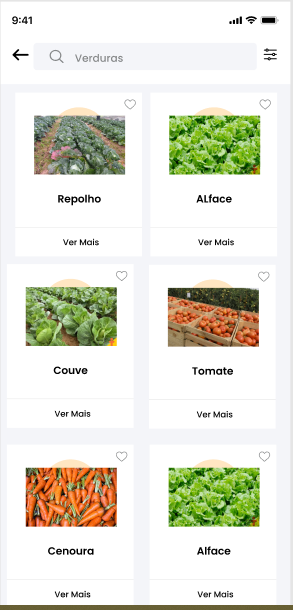 9:41
Verduras
Repolho
ALface
Ver Mais
Ver Mais
Couve
Tomate
Ver Mais
Ver Mais
Cenoura
Alface
Ver Mais
Ver Mais